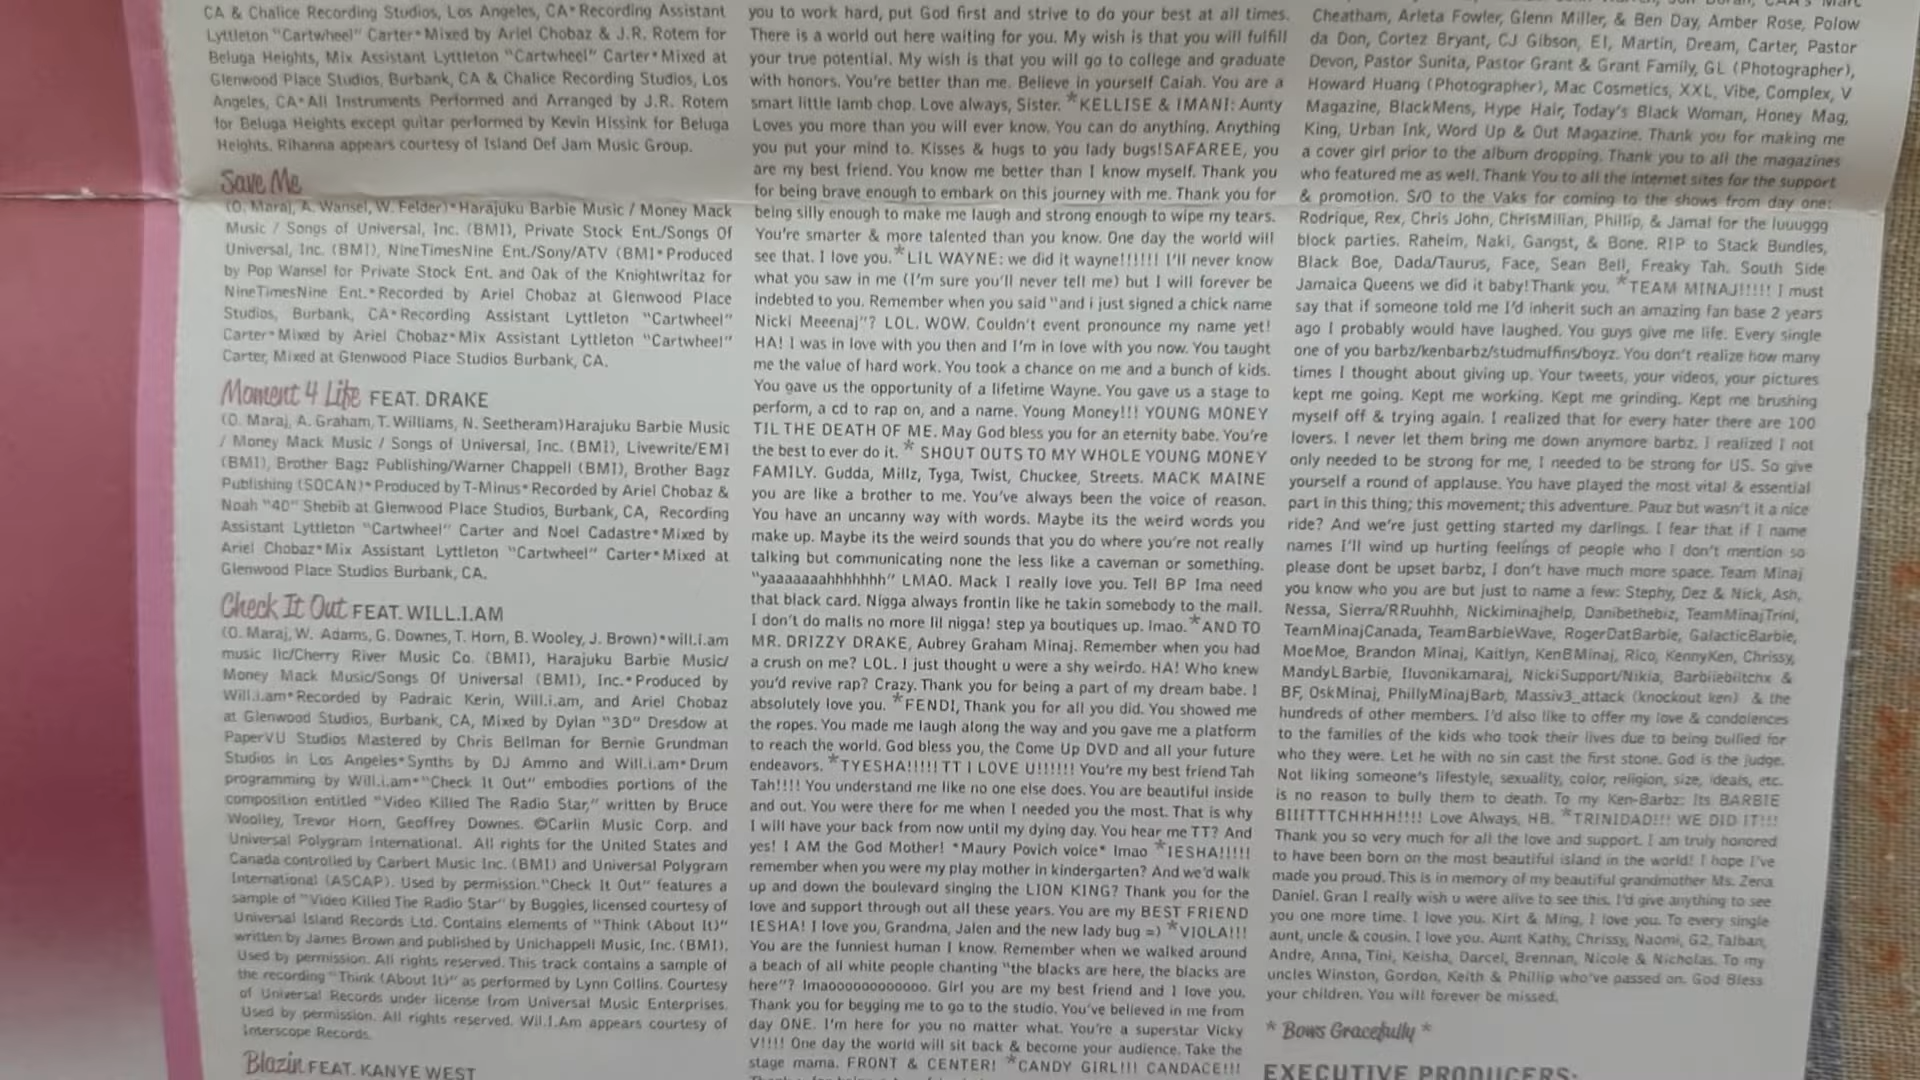 CA & Chalice Recording Studios, Los Angeles, CA*Recording Assistant
Lyttleton "Cartwheel" Carter*Mixed by Ariel Chobaz & J.R. Rotem for
Beluga Heights, Mix Assistant Lyttleton "Cartwheel" Carter*Mixed at
Glenwood Place Studios, Burbank, CA & Chalice Recording Studios, Los
Angeles, CA*All Instruments Performed and Arranged by J.R. Rotem
for Beluga Heights except guitar performed by Kevin Hissink for Beluga
Heights. Rihanna appears courtesy of Island Def Jam Music Group.
Save Me
(O. Maraj, A. Wansel, W. Felder)*Harajuku Barbie Music / Money Mack
Music / Songs of Universal, Inc. (BMI), Private Stock Ent./Songs Of
Universal, Inc. (BMI), NineTimesNine Ent./Sony/ATV (BMI*Produced
by Pop Wansel for Private Stock Ent. and Oak of the Knightwritaz for
NineTimesNine Ent.*Recorded by Ariel Chobaz at Glenwood Place
Studios, Burbank, CA*Recording Assistant Lyttleton "Cartwheel"
Carter*Mixed by Ariel Chobaz*Mix Assistant Lyttleton "Cartwheel"
Carter, Mixed at Glenwood Place Studios Burbank, CA.
Moment 4 Life FEAT. DRAKE
(O. Maraj, A. Graham, T. Williams, N. Seetheram)Harajuku Barbie Music
/ Money Mack Music / Songs of Universal, Inc. (BMI), Livewrite/EMI
(BMI), Brother Bagz Publishing/Warner Chappell (BMI), Brother Bagz
Publishing (SOCAN)*Produced by T-Minus*Recorded by Ariel Chobaz &
Noah "40" Shebib at Glenwood Place Studios, Burbank, CA, Recording
Assistant Lyttleton "Cartwheel" Carter and Noel Cadastre*Mixed by
Ariel Chobaz*Mix Assistant Lyttleton "Cartwheel" Carter*Mixed at
Glenwood Place Studios Burbank, CA.
Check It Out FEAT. WILL.I.AM
(O. Maraj, W. Adams, G. Downes, T. Horn, B. Wooley, J. Brown)*will.i.am
music llc/Cherry River Music Co. (BMI), Harajuku Barbie Music/
Money Mack Music/Songs Of Universal (BMI), Inc.*Produced by
Will.i.am*Recorded by Padraic Kerin, Will.i.am, and Ariel Chobaz
at Glenwood Studios, Burbank, CA, Mixed by Dylan "3D" Dresdow at
PaperVU Studios Mastered by Chris Bellman for Bernie Grundman
Studios in Los Angeles*Synths by DJ Ammo and Will.i.am*Drum
programming by Will.i.am*"Check It Out" embodies portions of the
composition entitled "Video Killed The Radio Star," written by Bruce
Woolley, Trevor Horn, Geoffrey Downes. ©Carlin Music Corp. and
Universal Polygram International. All rights for the United States and
Canada controlled by Carbert Music Inc. (BMI) and Universal Polygram
International (ASCAP). Used by permission."Check It Out" features a
sample of "Video Killed The Radio Star" by Buggies, licensed courtesy of
Universal Island Records Ltd. Contains elements of "Think (About It)"
written by James Brown and published by Unichappell Music, Inc. (BMI).
Used by permission. All rights reserved. This track contains a sample of
the recording "Think (About It)" as performed by Lynn Collins. Courtesy
of Universal Records under license from Universal Music Enterprises.
Used by permission. All rights reserved. Wil.I.Am appears courtesy of
Interscope Records.
Blazin FEAT. KANYE WEST
you to work hard, put God first and strive to do your best at all times.
There is a world out here waiting for you. My wish is that you will fulfill
your true potential. My wish is that you will go to college and graduate
with honors. You're better than me. Believe in yourself Caiah. You are a
smart little lamb chop. Love always, Sister. *KELLISE & IMANI: Aunty
Loves you more than you will ever know. You can do anything. Anything
you put your mind to. Kisses & hugs to you lady bugs!SAFAREE, you
are my best friend. You know me better than I know myself. Thank you
for being brave enough to embark on this journey with me. Thank you for
being silly enough to make me laugh and strong enough to wipe my tears.
You're smarter & more talented than you know. One day the world will
see that. I love you.*LIL WAYNE: we did it wayne!!!!!! I'll never know
what you saw in me (I'm sure you'll never tell me) but I will forever be
indebted to you. Remember when you said "and i just signed a chick name
Nicki Meeenaj"? LOL. WOW. Couldn't event pronounce my name yet!
HA! I was in love with you then and I'm in love with you now. You taught
me the value of hard work. You took a chance on me and a bunch of kids.
You gave us the opportunity of a lifetime Wayne. You gave us a stage to
perform, a cd to rap on, and a name. Young Money!!! YOUNG MONEY
TIL THE DEATH OF ME. May God bless you for an eternity babe. You're
the best to ever do it. * SHOUT OUTS TO MY WHOLE YOUNG MONEY
FAMILY. Gudda, Millz, Tyga, Twist, Chuckee, Streets. MACK MAINE
you are like a brother to me. You've always been the voice of reason.
You have an uncanny way with words. Maybe its the weird words you
make up. Maybe its the weird sounds that you do where you're not really
talking but communicating none the less like a caveman or something.
"yaaaaaaahhhhhhh" LMAO. Mack I really love you. Tell BP Ima need
that black card. Nigga always frontin like he takin somebody to the mall.
I don't do malls no more lil nigga! step ya boutiques up. lmao.*AND TO
MR. DRIZZY DRAKE, Aubrey Graham Minaj. Remember when you had
a crush on me? LOL. I just thought u were a shy weirdo. HA! Who knew
you'd revive rap? Crazy. Thank you for being a part of my dream babe. I
absolutely love you. *FENDI, Thank you for all you did. You showed me
the ropes. You made me laugh along the way and you gave me a platform
to reach the world. God bless you, the Come Up DVD and all your future
endeavors. *TYESHA!!!!! TT I LOVE U!!!!!! You're my best friend Tah
Tah!!!! You understand me like no one else does. You are beautiful inside
and out. You were there for me when I needed you the most. That is why
I will have your back from now until my dying day. You hear me TT? And
yes! I AM the God Mother! *Maury Povich voice* lmao *IESHA!!!!!
remember when you were my play mother in kindergarten? And we'd walk
up and down the boulevard singing the LION KING? Thank you for the
love and support through out all these years. You are my BEST FRIEND
IESHA! I love you, Grandma, Jalen and the new lady bug =) *VIOLA!!!
You are the funniest human I know. Remember when we walked around
a beach of all white people chanting "the blacks are here, the blacks are
here"? lmaoooooooooooo. Girl you are my best friend and I love you.
Thank you for begging me to go to the studio. You've believed in me from
day ONE. I'm here for you no matter what. You're a superstar Vicky
V!!!! One day the world will sit back & become your audience. Take the
stage mama. FRONT & CENTER! *CANDY GIRL!!! CANDACE!!!
Cheatham, Arleta Fowler, Glenn Miller, & Ben Day, Amber Rose, Polow
da Don, Cortez Bryant, CJ Gibson, EI, Martin, Dream, Carter, Pastor
Devon, Pastor Sunita, Pastor Grant & Grant Family, GL (Photographer),
Howard Huang (Photographer), Mac Cosmetics, XXL, Vibe, Complex, V
Magazine, BlackMens, Hype Hair, Today's Black Woman, Honey Mag,
King, Urban Ink, Word Up & Out Magazine. Thank you for making me
a cover girl prior to the album dropping. Thank you to all the magazines
who featured me as well. Thank You to all the internet sites for the support
& promotion. S/O to the Vaks for coming to the shows from day one:
Rodrique, Rex, Chris John, ChrisMilian, Phillip, & Jamal for the luuuggg
block parties. Raheim, Naki, Gangst, & Bone. RIP to Stack Bundles,
Black Boe, Dada/Taurus, Face, Sean Bell, Freaky Tah. South Side
Jamaica Queens we did it baby!Thank you. *TEAM MINAJ!!!!! I must
say that if someone told me I'd inherit such an amazing fan base 2 years
ago I probably would have laughed. You guys give me life. Every single
one of you barbz/kenbarbz/studmuffins/boyz. You don't realize how many
times I thought about giving up. Your tweets, your videos, your pictures
kept me going. Kept me working. Kept me grinding. Kept me brushing
myself off & trying again. I realized that for every hater there are 100
lovers. I never let them bring me down anymore barbz. I realized I not
only needed to be strong for me, I needed to be strong for US. So give
yourself a round of applause. You have played the most vital & essential
part in this thing; this movement; this adventure. Pauz but wasn't it a nice
ride? And we're just getting started my darlings. I fear that if I name
names I'll wind up hurting feelings of people who I don't mention so
please dont be upset barbz, I don't have much more space. Team Minaj
you know who you are but just to name a few: Stephy, Dez & Nick, Ash,
Nessa, Sierra/RRuuhhh, Nickiminajhelp, Danibethebiz, TeamMinajTrini,
TeamMinajCanada, TeamBarbieWave, RogerDatBarbie, GalacticBarbie,
MoeMoe, Brandon Minaj, Kaitlyn, KenBMinaj, Rico, KennyKen, Chrissy,
MandyLBarbie, Iluvonikamaraj, NickiSupport/Nikia, Barbiiebiitchx &
BF, OskMinaj, PhillyMinajBarb, Massiv3_attack (knockout ken) & the
hundreds of other members. I'd also like to offer my love & condolences
to the families of the kids who took their lives due to being bullied for
who they were. Let he with no sin cast the first stone. God is the judge.
Not liking someone's lifestyle, sexuality, color, religion, size, ideals, etc.
is no reason to bully them to death. To my Ken-Barbz: Its BARBIE
BIIITTTCHHHH!!!! Love Always, HB. *TRINIDAD!!! WE DID IT!!!
Thank you so very much for all the love and support. I am truly honored
to have been born on the most beautiful island in the world! I hope I've
made you proud. This is in memory of my beautiful grandmother Ms. Zena
Daniel. Gran I really wish u were alive to see this. I'd give anything to see
you one more time. I love you. Kirt & Ming, I love you. To every single
aunt, uncle & cousin. I love you. Aunt Kathy, Chrissy, Naomi, G2, Taliban,
Andre, Anna, Tini, Keisha, Darcel, Brennan, Nicole & Nicholas. To my
uncles Winston, Gordon, Keith & Phillip who've passed on. God Bless
your children. You will forever be missed.
* Bows Gracefully *
EXECUTIVE PRODUCERS: